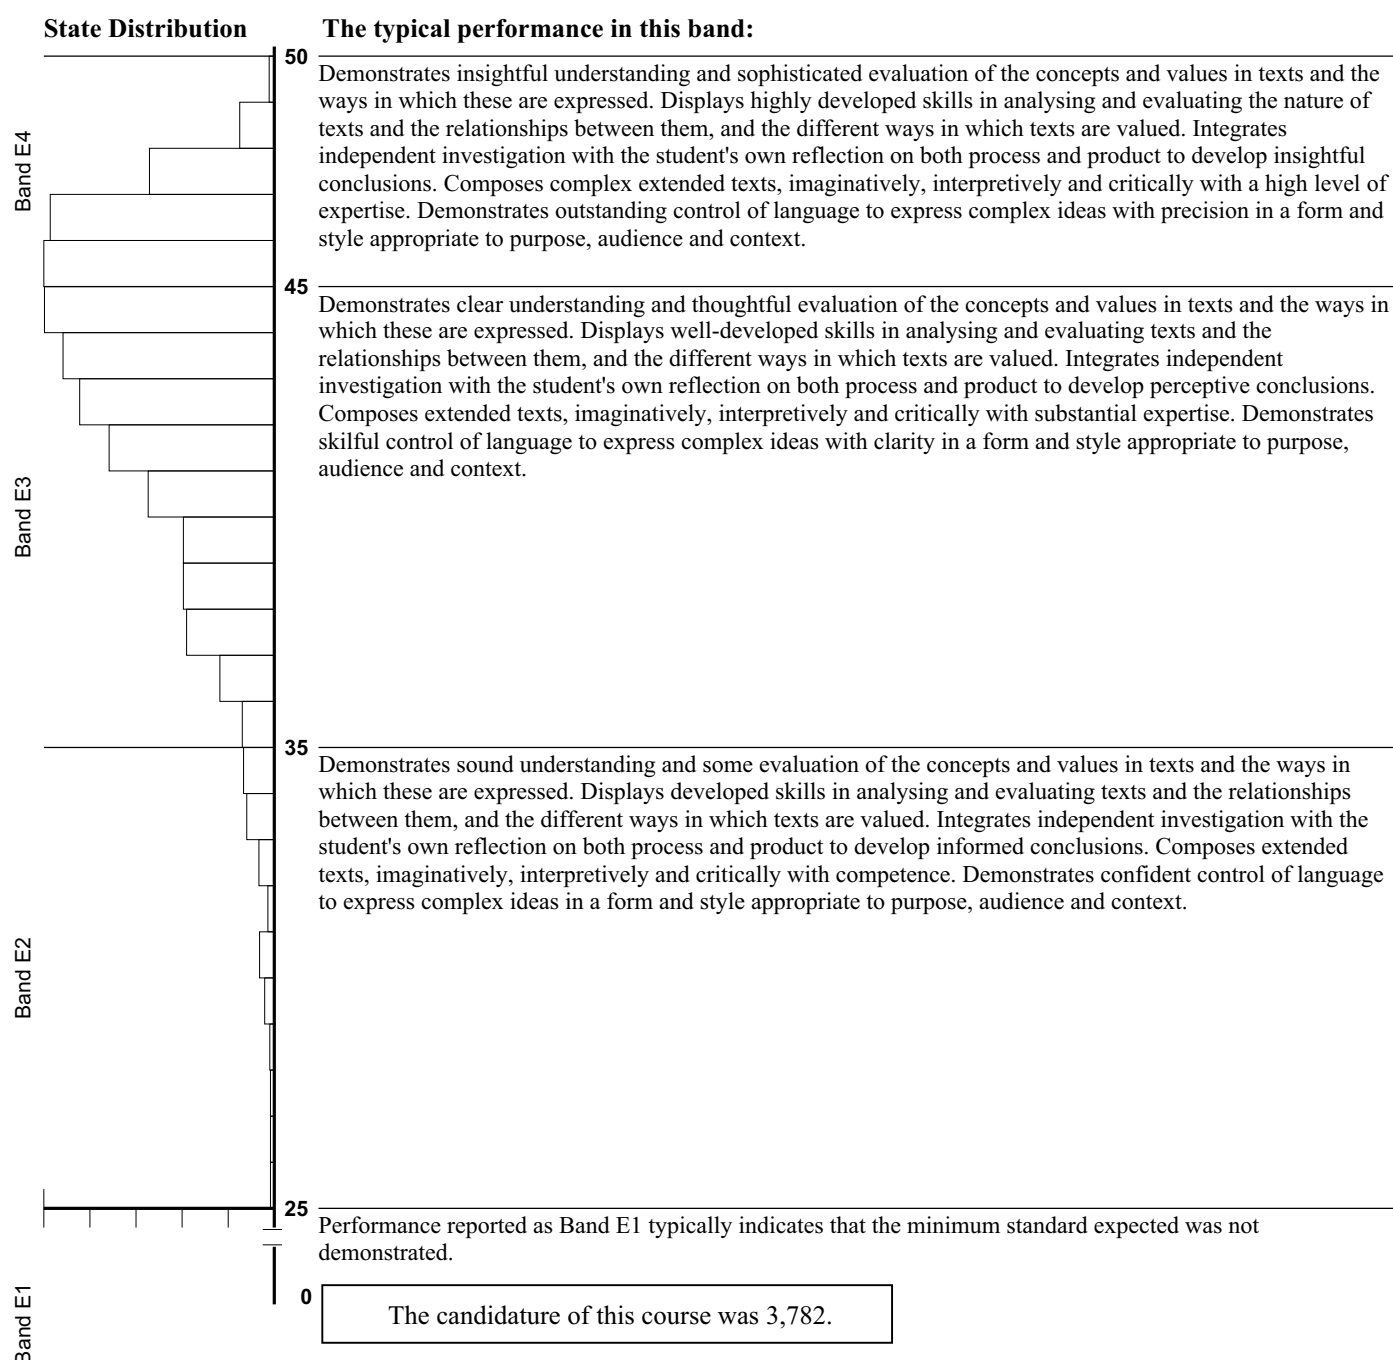 State Distribution
The typical performance in this band:
50
Demonstrates insightful understanding and sophisticated evaluation of the concepts and values in texts and the
ways in which these are expressed. Displays highly developed skills in analysing and evaluating the nature of
texts and the relationships between them, and the different ways in which texts are valued. Integrates
independent investigation with the student's own reflection on both process and product to develop insightful
conclusions. Composes complex extended texts, imaginatively, interpretively and critically with a high level of
expertise. Demonstrates outstanding control of language to express complex ideas with precision in a form and
style appropriate to purpose, audience and context.
Band E4
45
Demonstrates clear understanding and thoughtful evaluation of the concepts and values in texts and the ways in
which these are expressed. Displays well-developed skills in analysing and evaluating texts and the
relationships between them, and the different ways in which texts are valued. Integrates independent
investigation with the student's own reflection on both process and product to develop perceptive conclusions.
Composes extended texts, imaginatively, interpretively and critically with substantial expertise. Demonstrates
skilful control of language to express complex ideas with clarity in a form and style appropriate to purpose,
audience and context.
Band E3
35
Demonstrates sound understanding and some evaluation of the concepts and values in texts and the ways in
which these are expressed. Displays developed skills in analysing and evaluating texts and the relationships
between them, and the different ways in which texts are valued. Integrates independent investigation with the
student's own reflection on both process and product to develop informed conclusions. Composes extended
texts, imaginatively, interpretively and critically with competence. Demonstrates confident control of language
to express complex ideas in a form and style appropriate to purpose, audience and context.
Band E2
25
Performance reported as Band E1 typically indicates that the minimum standard expected was not
demonstrated.
0
Band E1
The candidature of this course was 3,782.